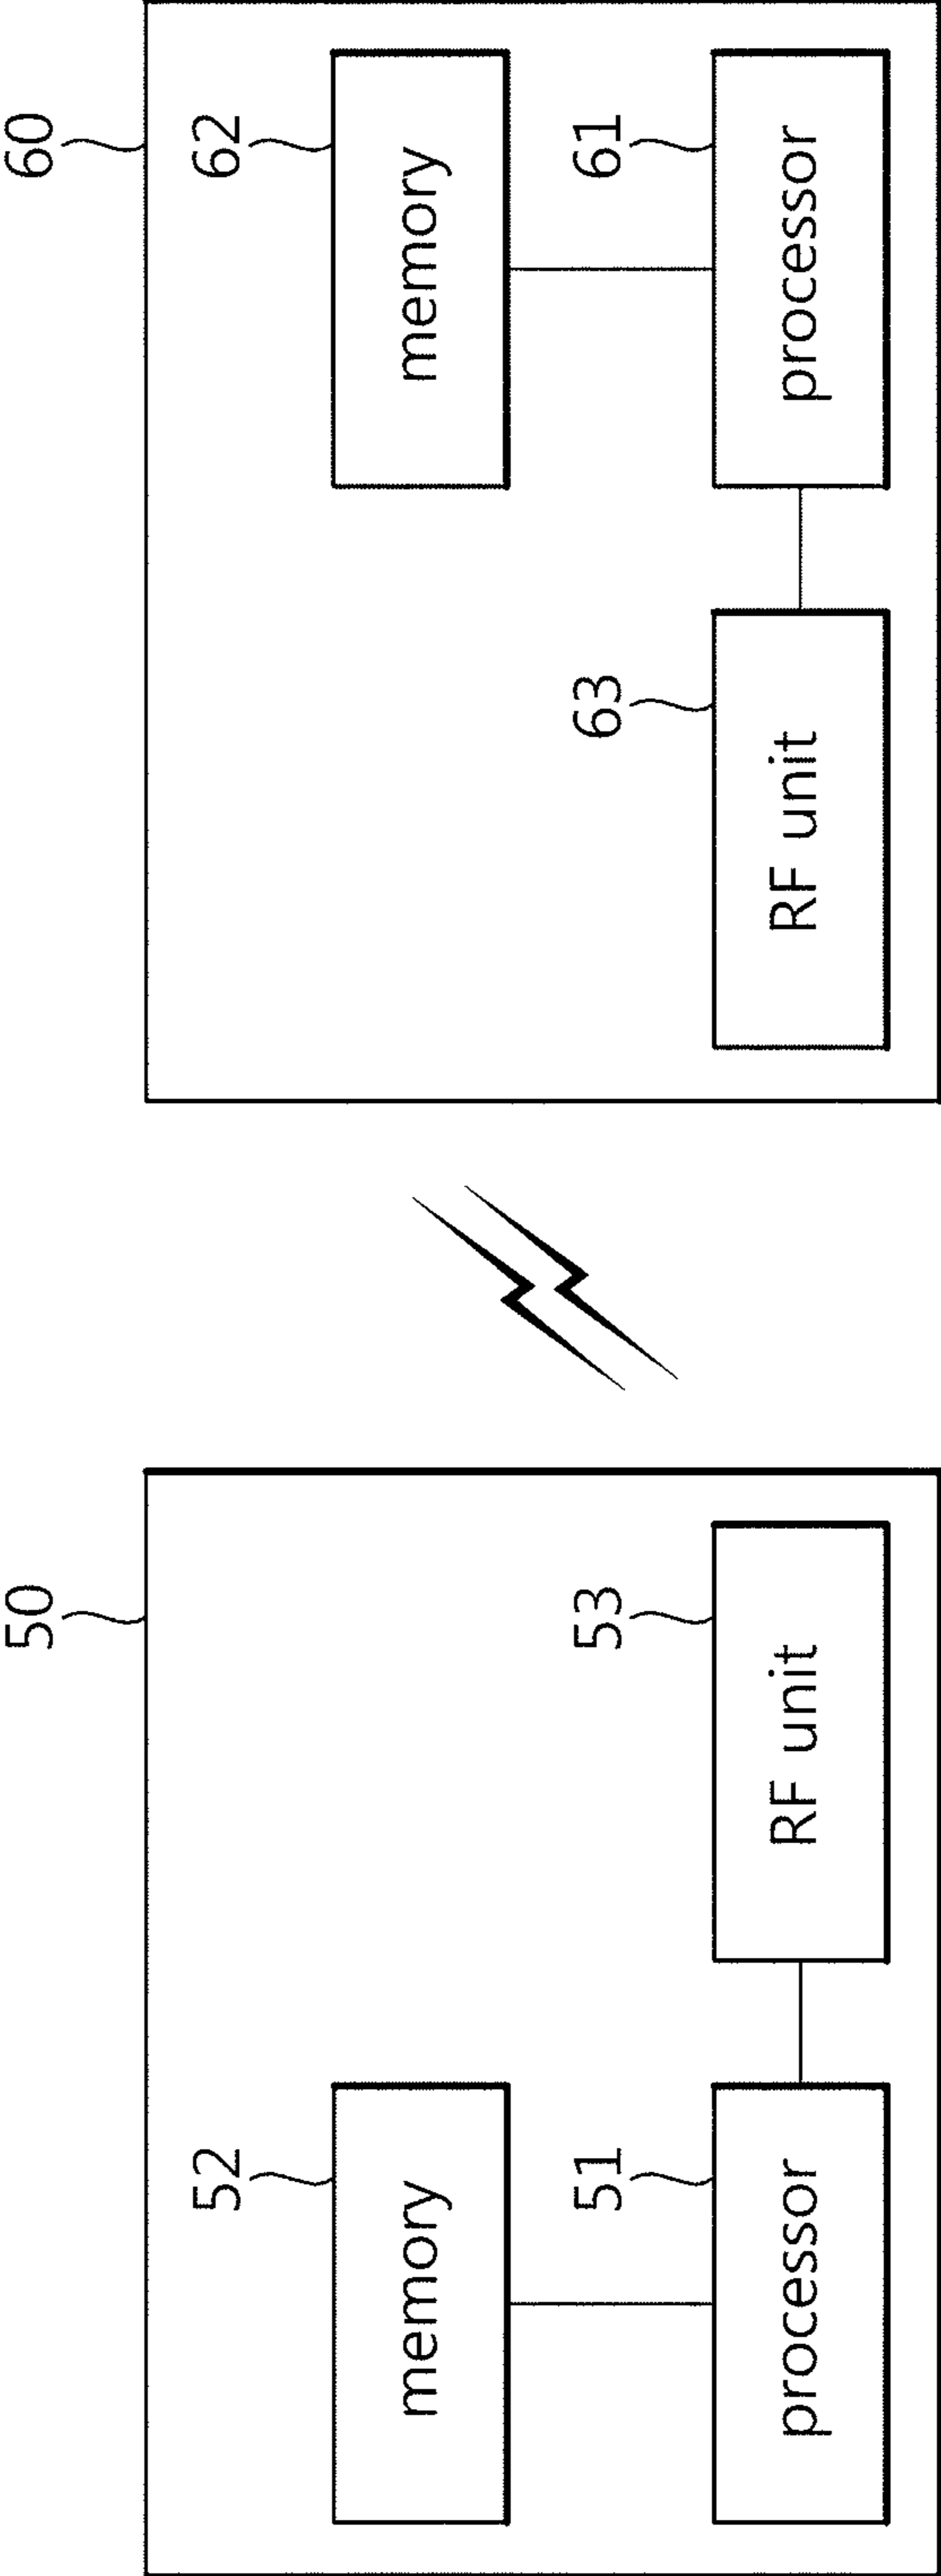 50
60
52
memory
62
memory
51
processor
53
RF unit
63
RF unit
61
processor